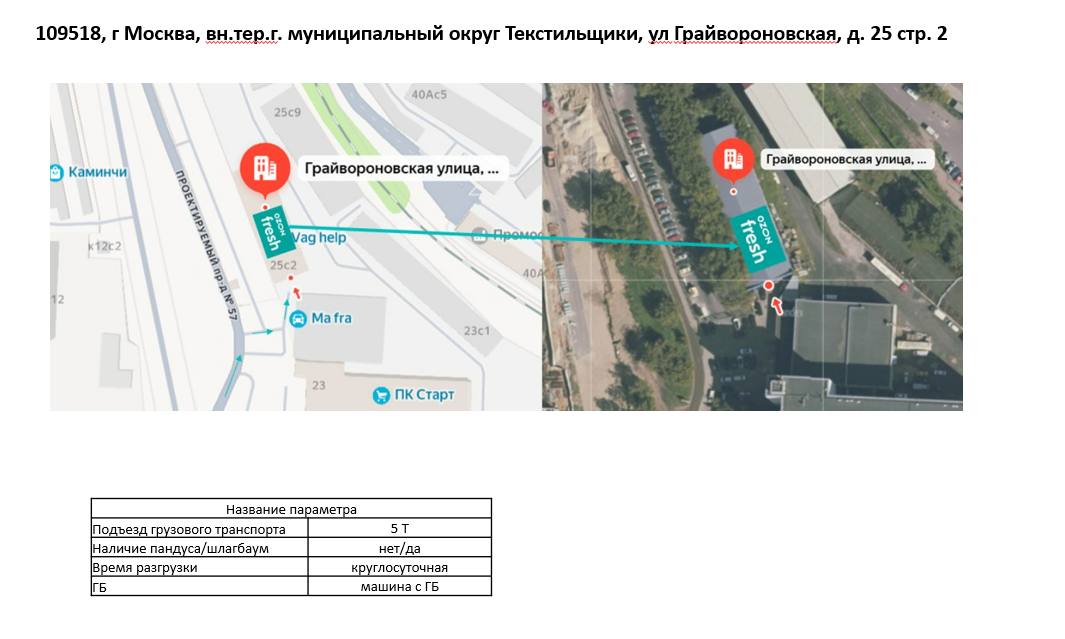 109518, г Москва, вн.тер.г. муниципальный округ Текстильщики, ул Грайвороновская, д. 25 стр. 2
40Ас5
25с9
Каминчи
Грайвороновская улица, ...
Грайвороновская улица, ...
ПРОЕКТИРУЕМЫЙ пр-д № 57
OZON
fresh
OZON
fresh
Vag help
Промос
к12с2
25с2
40А
12
Ma fra
23с1
23
ПК Старт
Название параметра
Подъезд грузового транспорта 5 Т
Наличие пандуса/шлагбаум нет/да
Время разгрузки круглосуточная
ГБ машина с ГБ